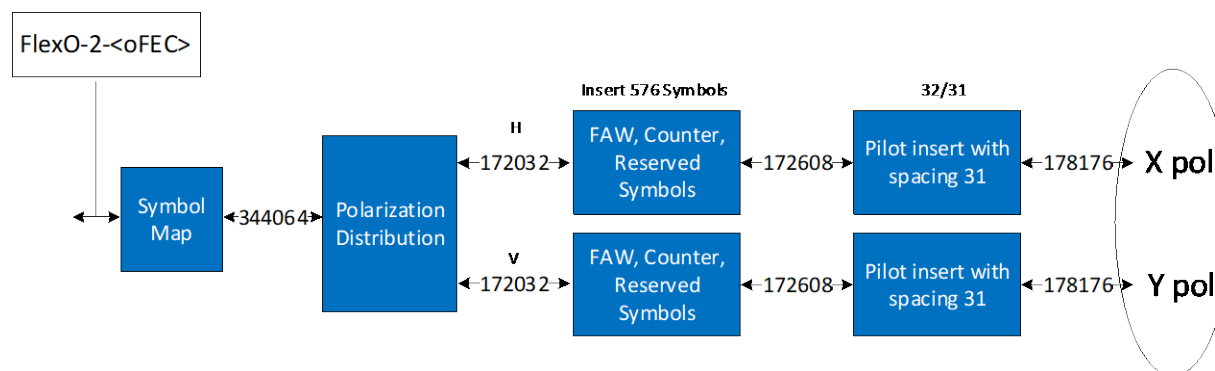 FlexO-2-<oFEC>
Insert 576 Symbols
32/31
H
FAW, Counter,
Reserved
Symbols
Pilot insert with
spacing 31
172032
172608
178176
X pol
Symbol
Map
344064
Polarization
Distribution
V
FAW, Counter,
Reserved
Symbols
Pilot insert with
spacing 31
172032
172608
178176
Y pol